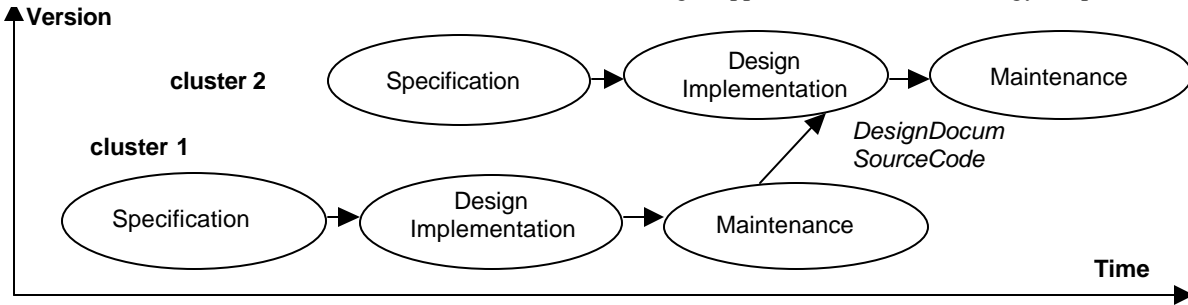 Version
cluster 2
Specification
Design
Implementation
Maintenance
DesignDocum
SourceCode
cluster 1
Specification
Design
Implementation
Maintenance
Time